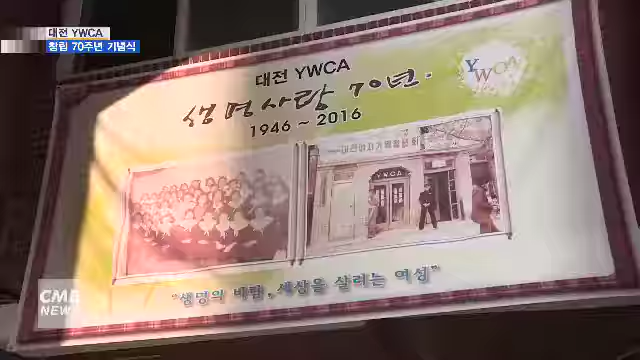 대전 YWCA
창립 70주년 기념식
대전 YWCA
생명사랑 70년
1946 ~ 2016
YWCA
YWCA
"생명의 바람, 세상을 살리는 여성"
CMB
NEWS